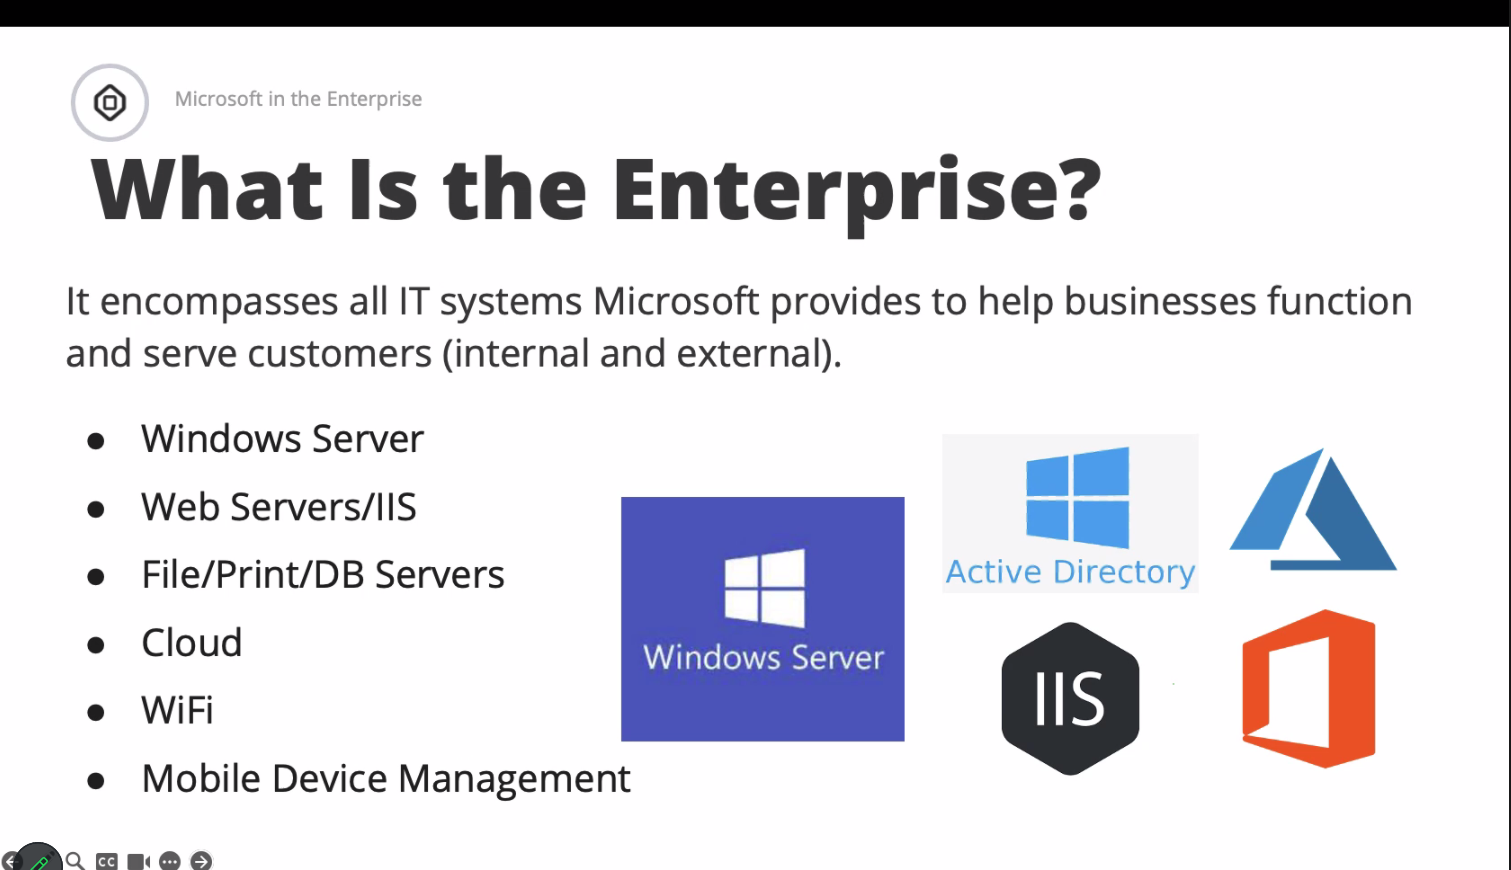 Microsoft in the Enterprise
What Is the Enterprise?
It encompasses all IT systems Microsoft provides to help businesses function
and serve customers (internal and external).
● Windows Server
● Web Servers/IIS
● File/Print/DB Servers
● Cloud
● WiFi
● Mobile Device Management
Windows Server
Active Directory
IIS
CC